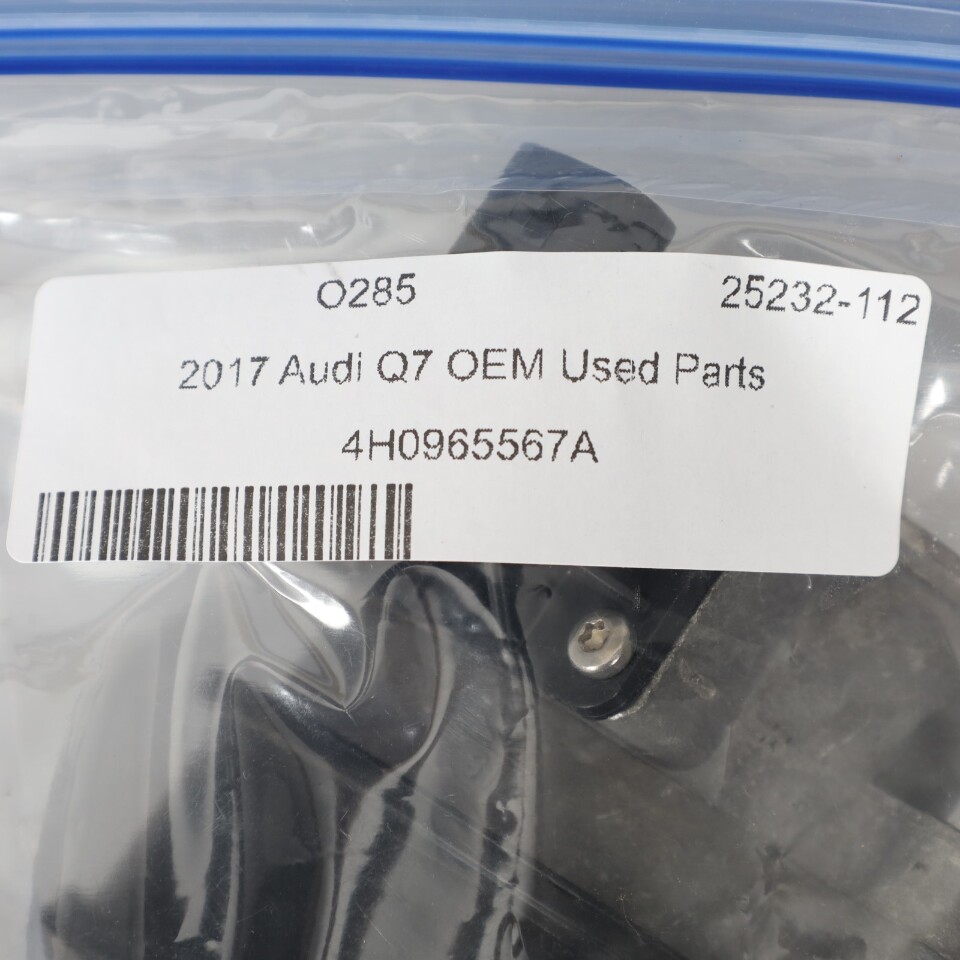 O285 25232-112
2017 Audi Q7 OEM Used Parts
4H0965567A